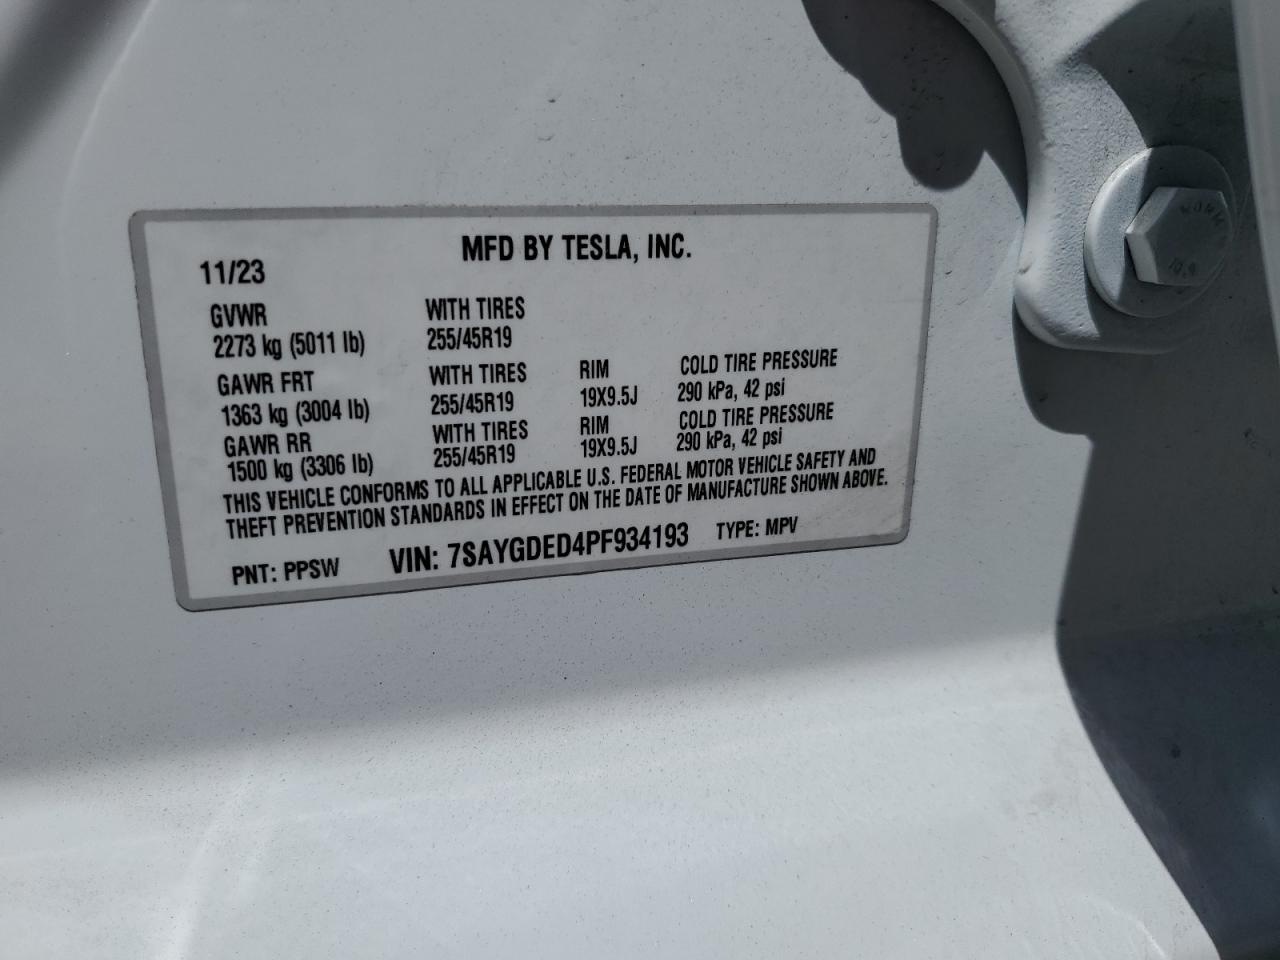 MFD BY TESLA, INC.
11/23
GVWR WITH TIRES
2273 kg (5011 lb) 255/45R19
GAWR FRT WITH TIRES RIM COLD TIRE PRESSURE
1363 kg (3004 lb) 255/45R19 19X9.5J 290 kPa, 42 psi
GAWR RR WITH TIRES RIM COLD TIRE PRESSURE
1500 kg (3306 lb) 255/45R19 19X9.5J 290 kPa, 42 psi
THIS VEHICLE CONFORMS TO ALL APPLICABLE U.S. FEDERAL MOTOR VEHICLE SAFETY AND
THEFT PREVENTION STANDARDS IN EFFECT ON THE DATE OF MANUFACTURE SHOWN ABOVE.
PNT: PPSW VIN: 7SAYGDED4PF934193 TYPE: MPV
10.9